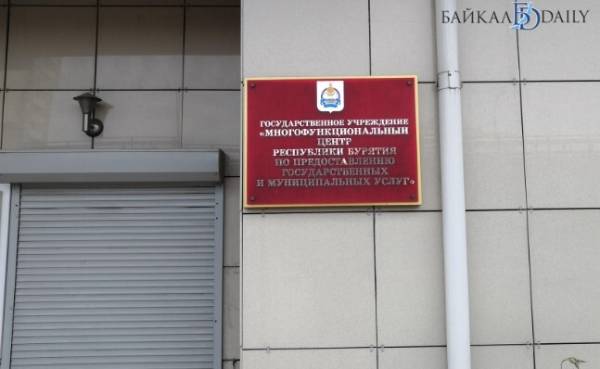 БАЙКАЛ DAILY
ГОСУДАРСТВЕННОЕ УЧРЕЖДЕНИЕ
«МНОГОФУНКЦИОНАЛЬНЫЙ
ЦЕНТР
РЕСПУБЛИКИ БУРЯТИЯ
ПО ПРЕДОСТАВЛЕНИЮ
ГОСУДАРСТВЕННЫХ
И МУНИЦИПАЛЬНЫХ УСЛУГ»